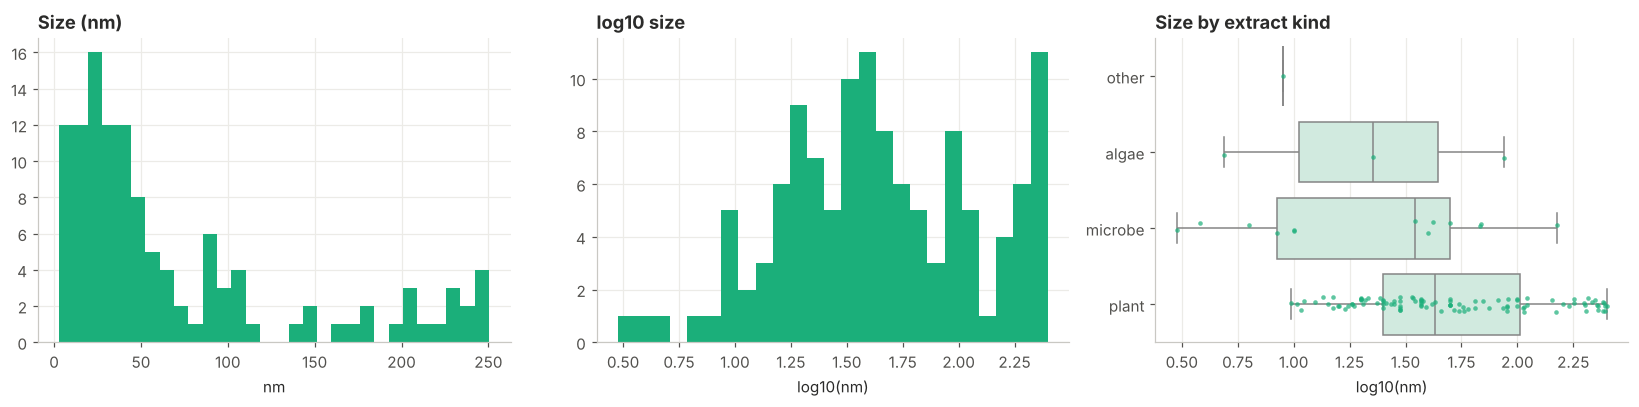 Size (nm)
16
14
12
10
8
6
4
2
0
0 50 100 150 200 250
nm
log10 size
10
8
6
4
2
0
0.50 0.75 1.00 1.25 1.50 1.75 2.00 2.25
log10(nm)
Size by extract kind
other
algae
microbe
plant
0.50 0.75 1.00 1.25 1.50 1.75 2.00 2.25
log10(nm)